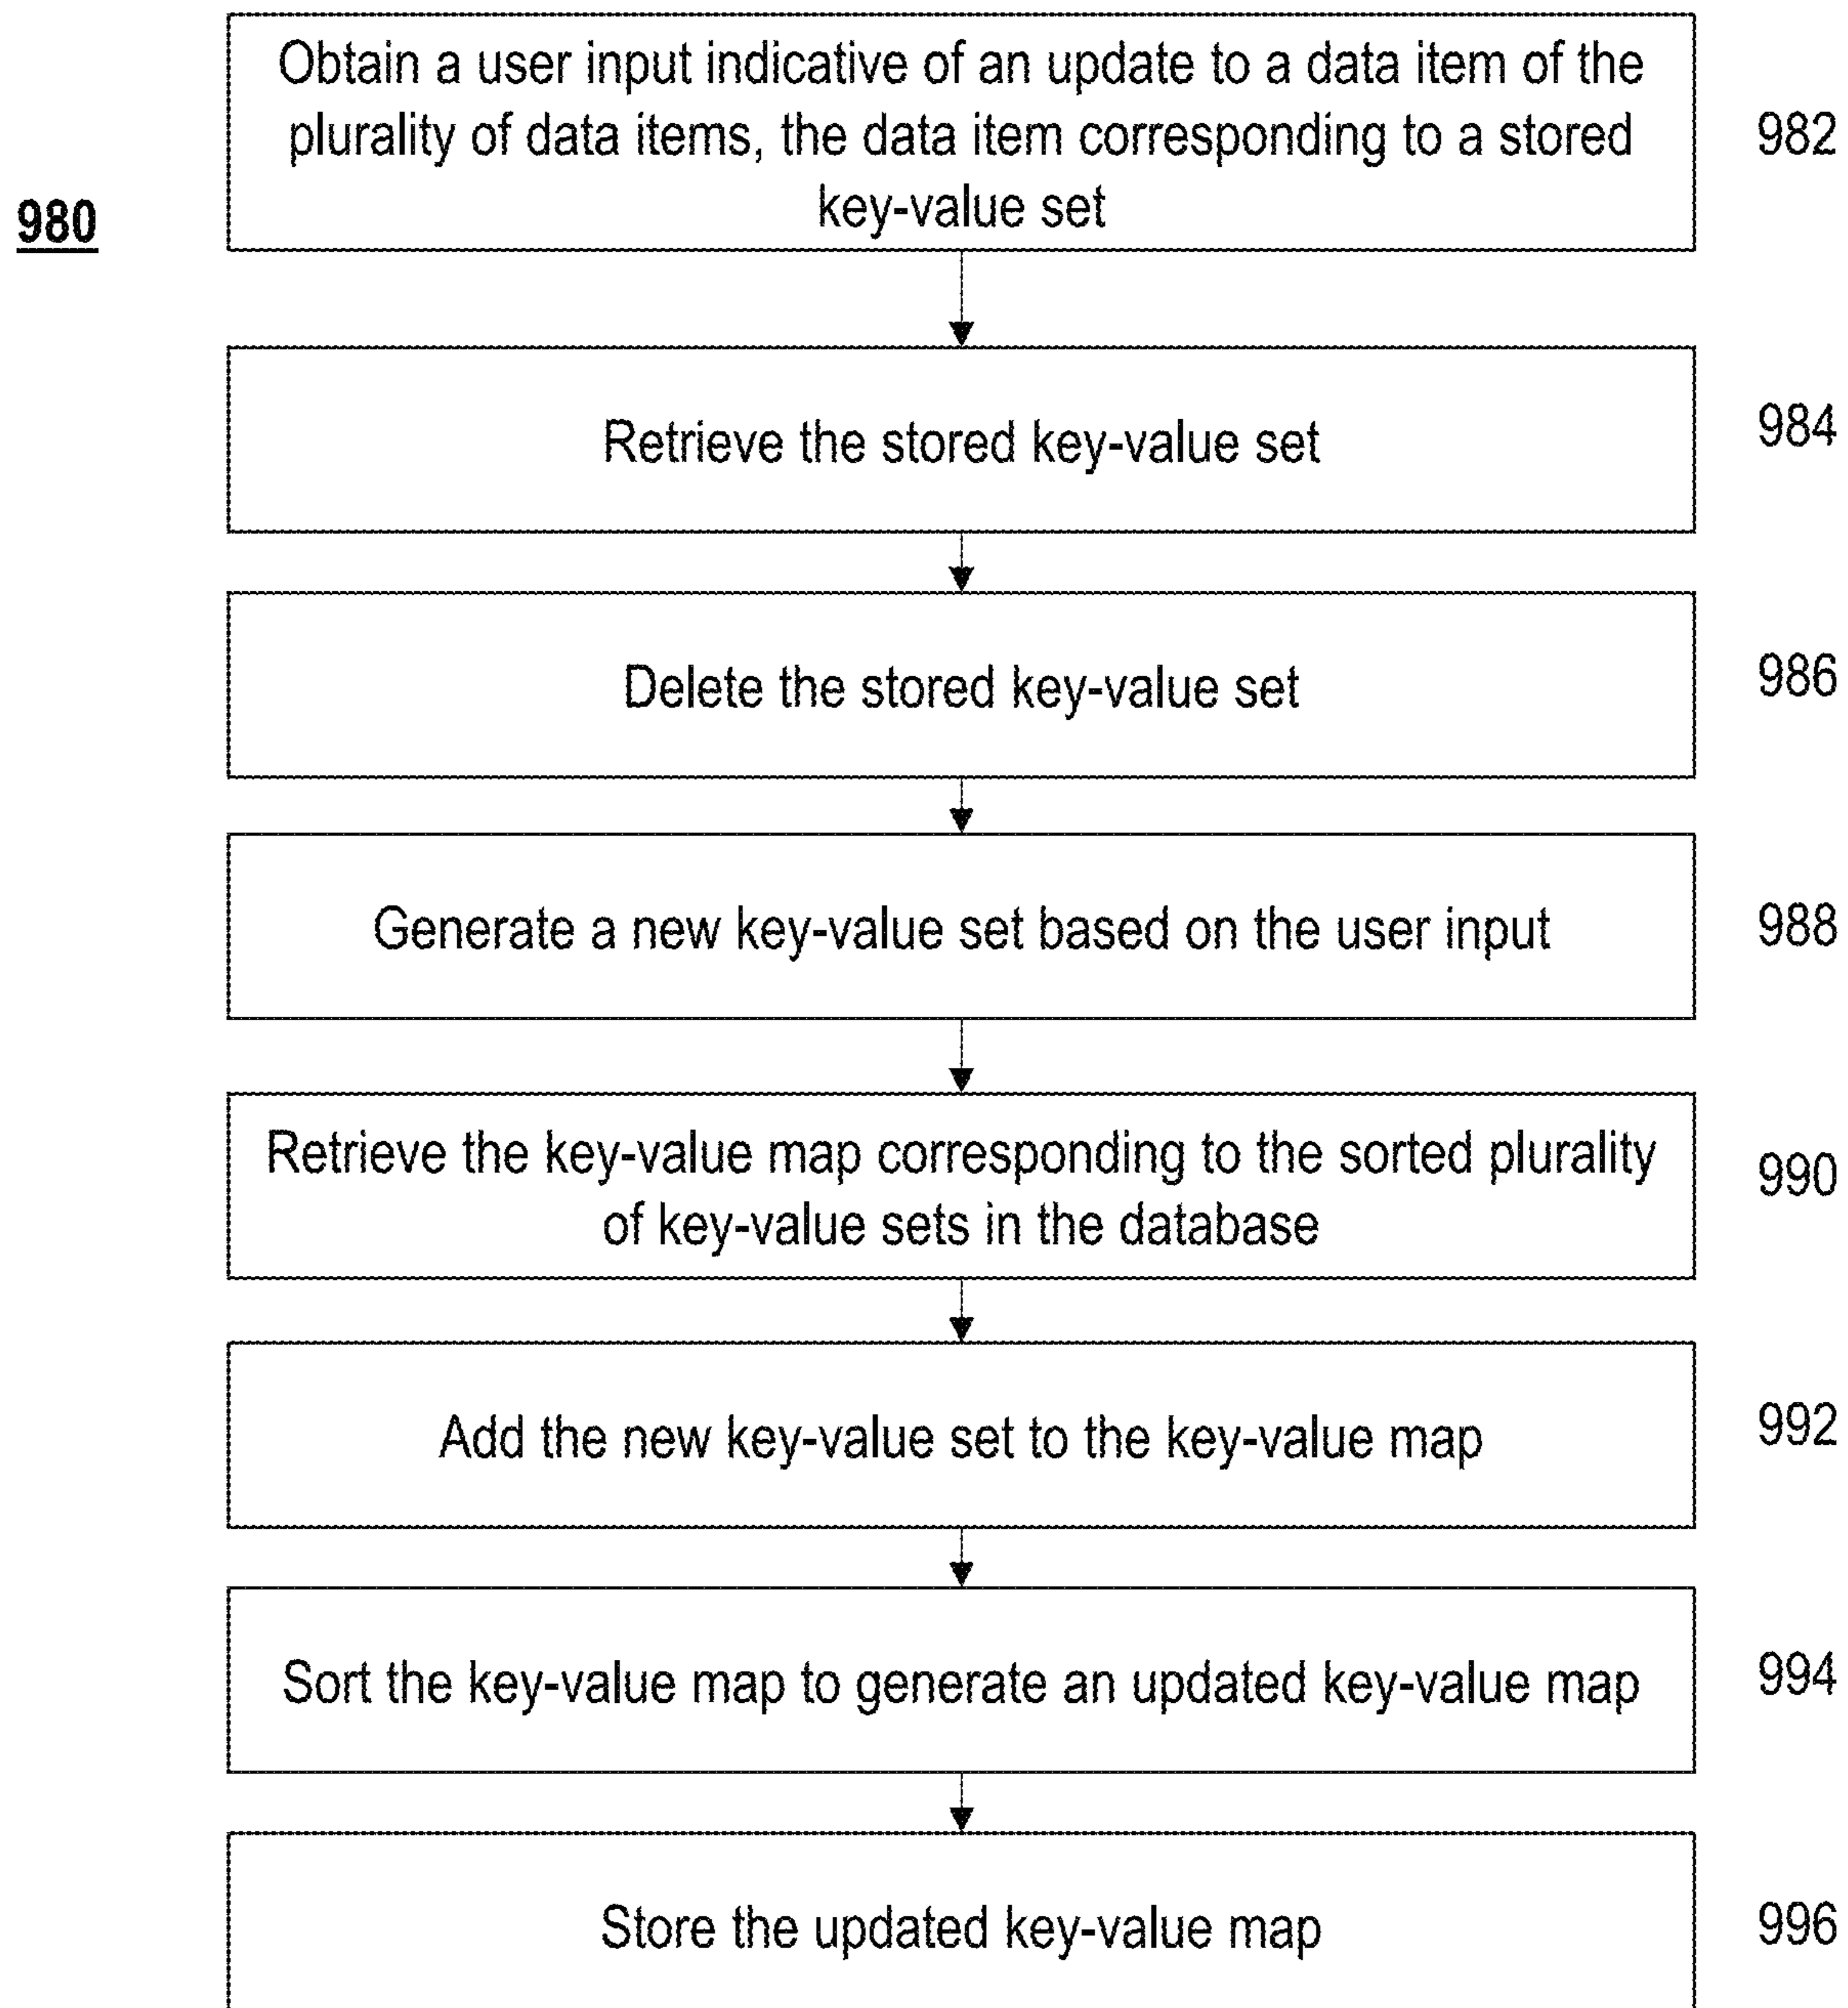 980
Obtain a user input indicative of an update to a data item of the
plurality of data items, the data item corresponding to a stored
key-value set
982
Retrieve the stored key-value set
984
Delete the stored key-value set
986
Generate a new key-value set based on the user input
988
Retrieve the key-value map corresponding to the sorted plurality
of key-value sets in the database
990
Add the new key-value set to the key-value map
992
Sort the key-value map to generate an updated key-value map
994
Store the updated key-value map
996